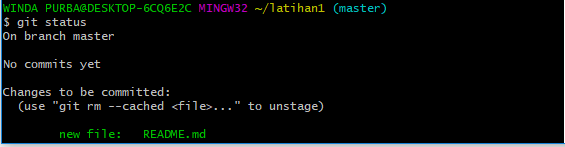 WINDA PURBA@DESKTOP-6CQ6E2C MINGW32 ~/latihan1 (master)
$ git status
On branch master
No commits yet
Changes to be committed:
(use "git rm --cached <file>..." to unstage)
new file: README.md